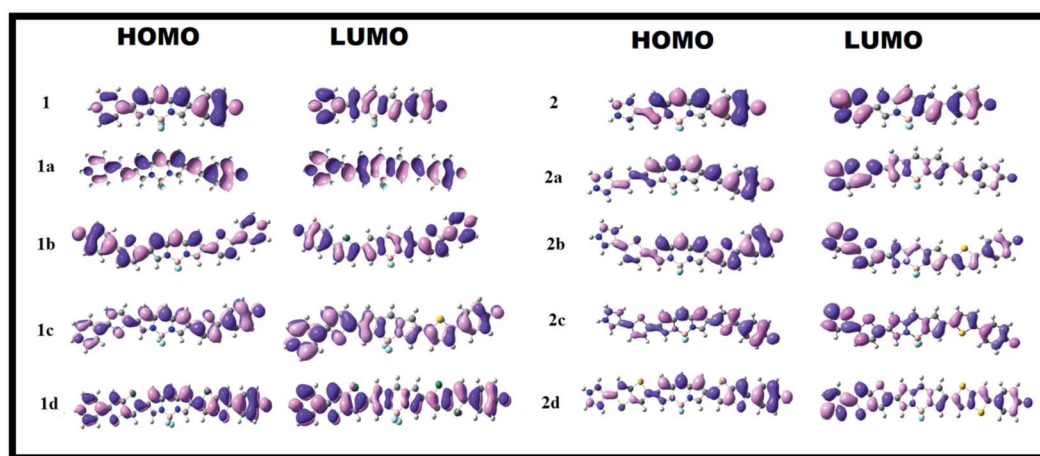 HOMO LUMO HOMO LUMO
1 2
1a 2a
1b 2b
1c 2c
1d 2d